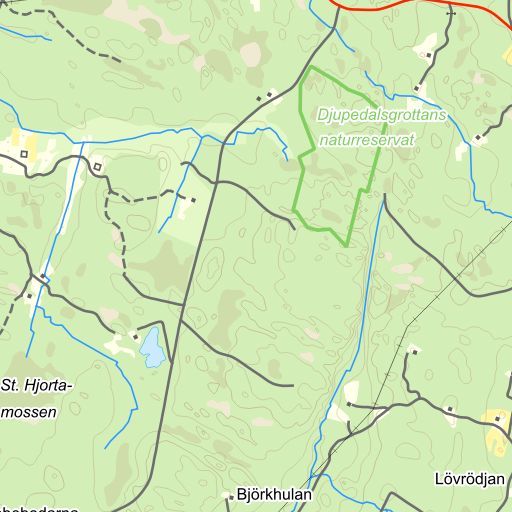 Djupedalsgrottans
naturreservat
St. Hjorta-
mossen
Lövrödjan
Björkhulan